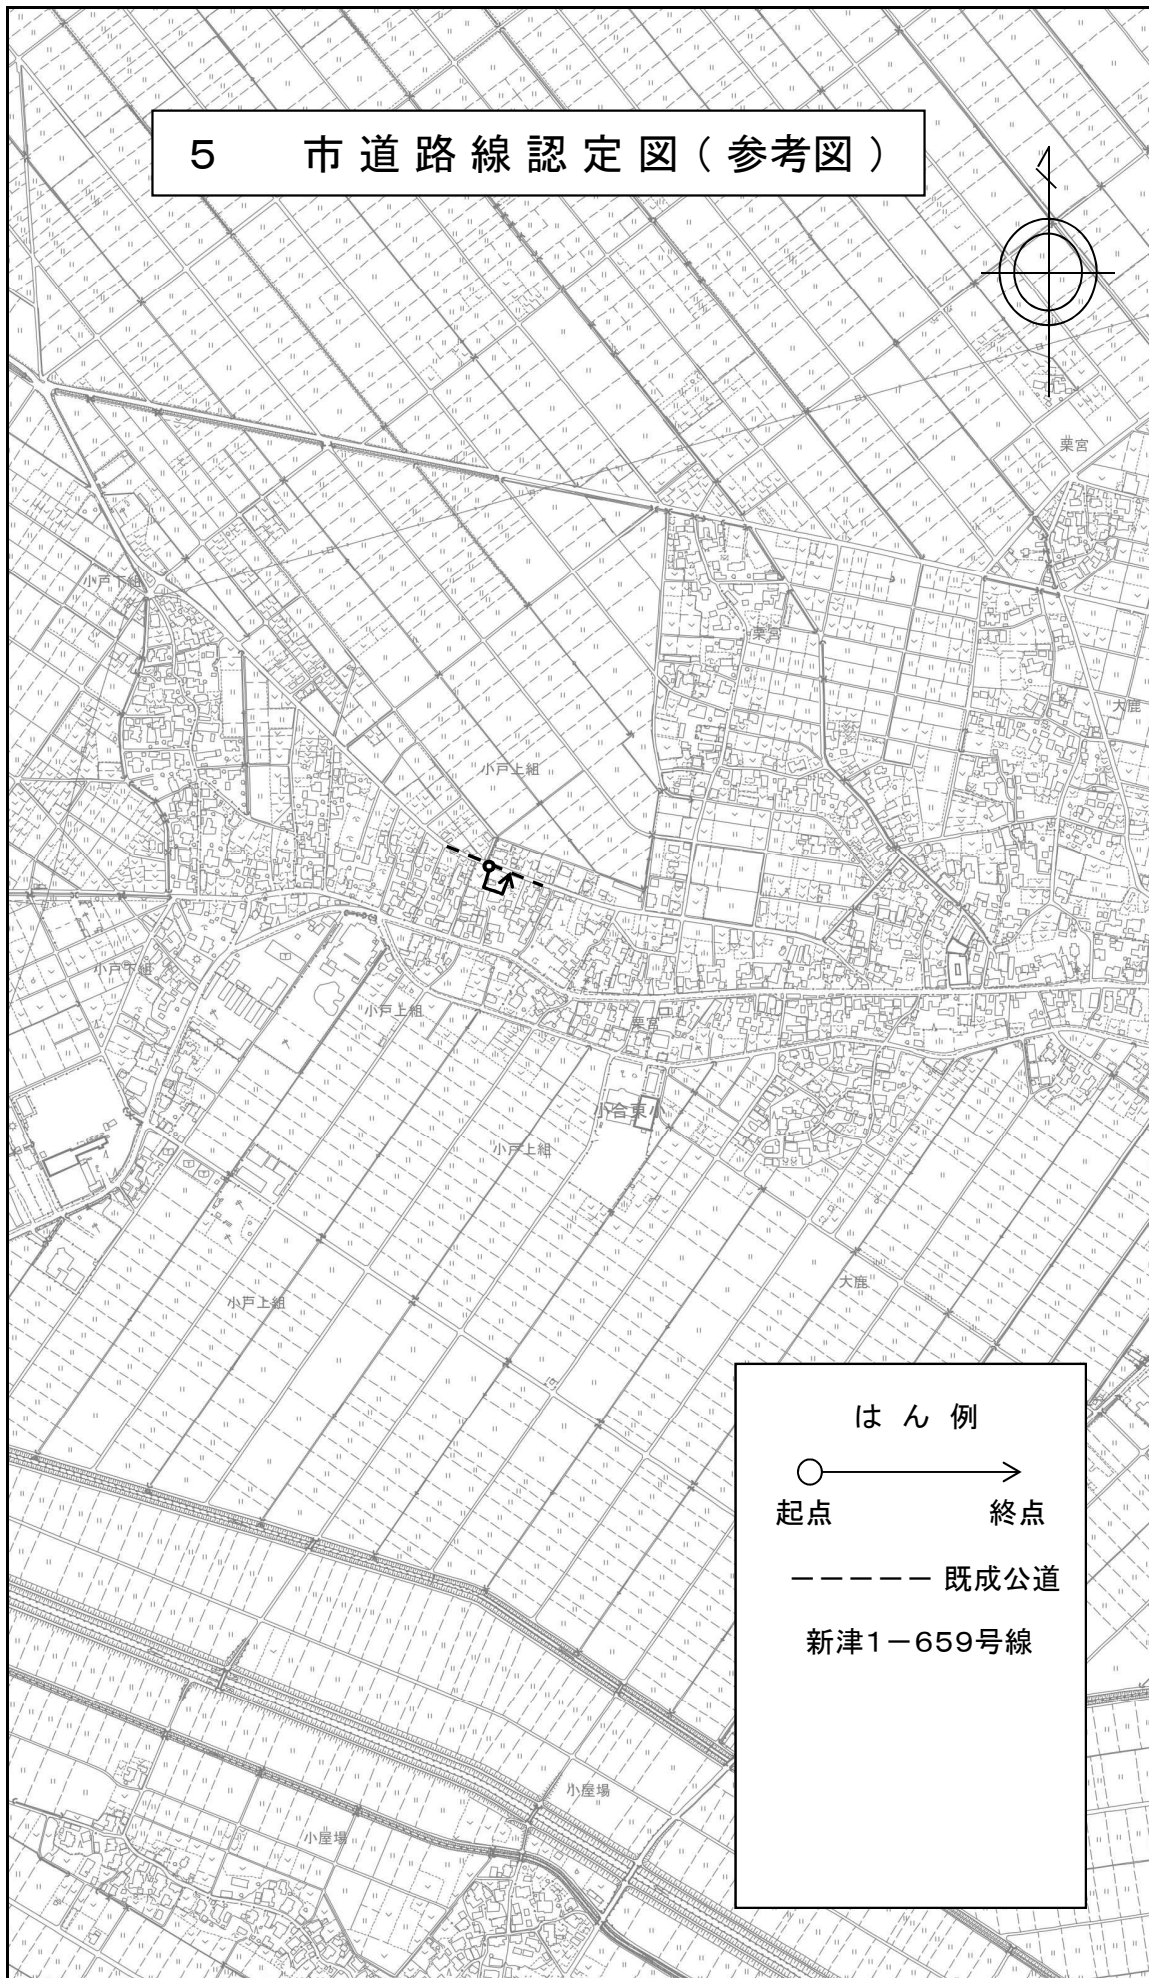 5 市道路線認定図(参考図)
栗宮
小戸下組
栗宮
大鹿
小戸上組
小戸下組
小戸上組
栗宮
小合東小
小戸上組
大鹿
小戸上組
はん例
起点 終点
----- 既成公道
新津1-659号線
小屋場
小屋場